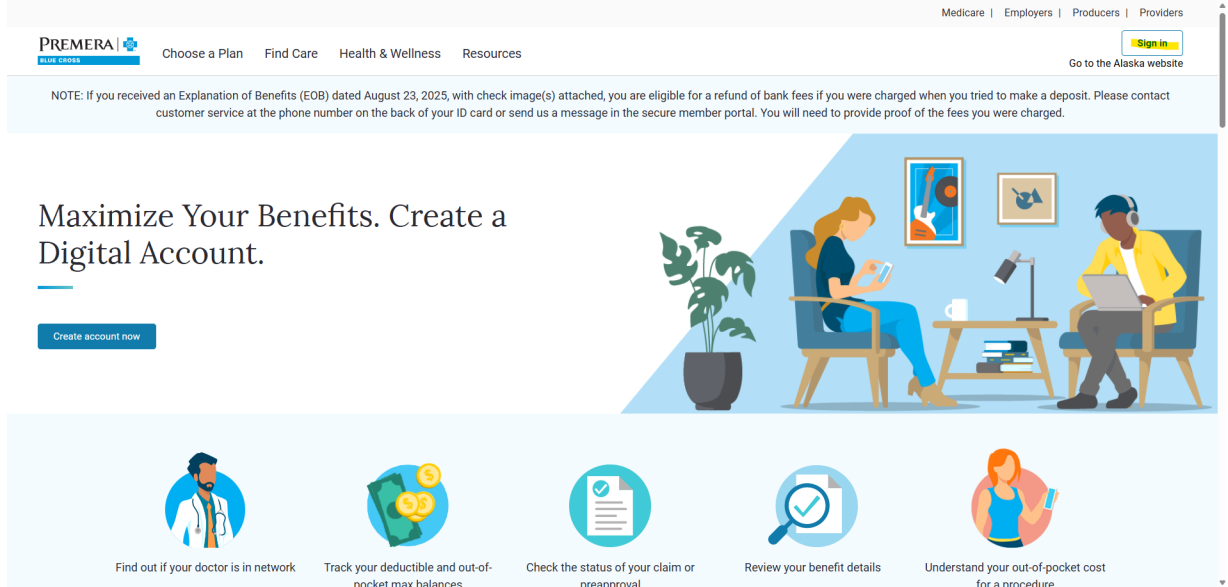 Medicare | Employers | Producers | Providers
PREMERA
BLUE CROSS
Choose a Plan Find Care Health & Wellness Resources
Sign in
Go to the Alaska website
NOTE: If you received an Explanation of Benefits (EOB) dated August 23, 2025, with check image(s) attached, you are eligible for a refund of bank fees if you were charged when you tried to make a deposit. Please contact
customer service at the phone number on the back of your ID card or send us a message in the secure member portal. You will need to provide proof of the fees you were charged.
Maximize Your Benefits. Create a
Digital Account.
Create account now
$
$ $
Find out if your doctor is in network
Track your deductible and out-of-
pocket max balances
Check the status of your claim or
preapproval
Review your benefit details
Understand your out-of-pocket cost
for a procedure